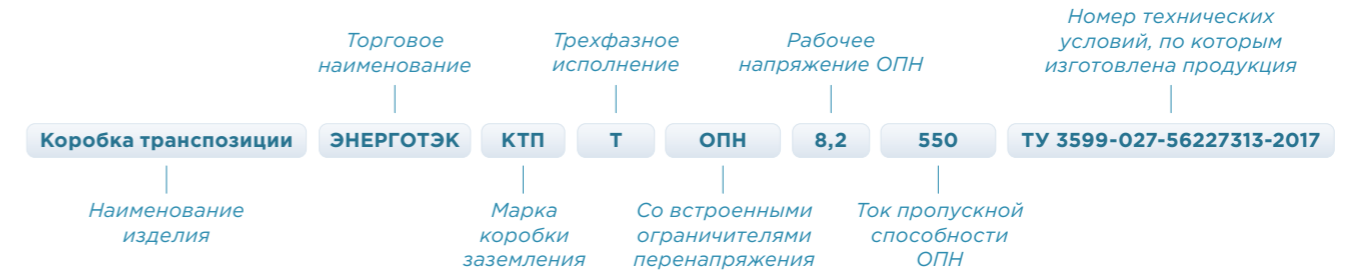 Торговое
наименование
Трехфазное
исполнение
Рабочее
напряжение ОПН
Номер технических
условий, по которым
изготовлена продукция
Коробка транспозиции ЭНЕРГОТЭК КТП Т ОПН 8,2 550 ТУ 3599-027-56227313-2017
Наименование
изделия
Марка
коробки
заземления
Со встроенными
ограничителями
перенапряжения
Ток пропускной
способности
ОПН